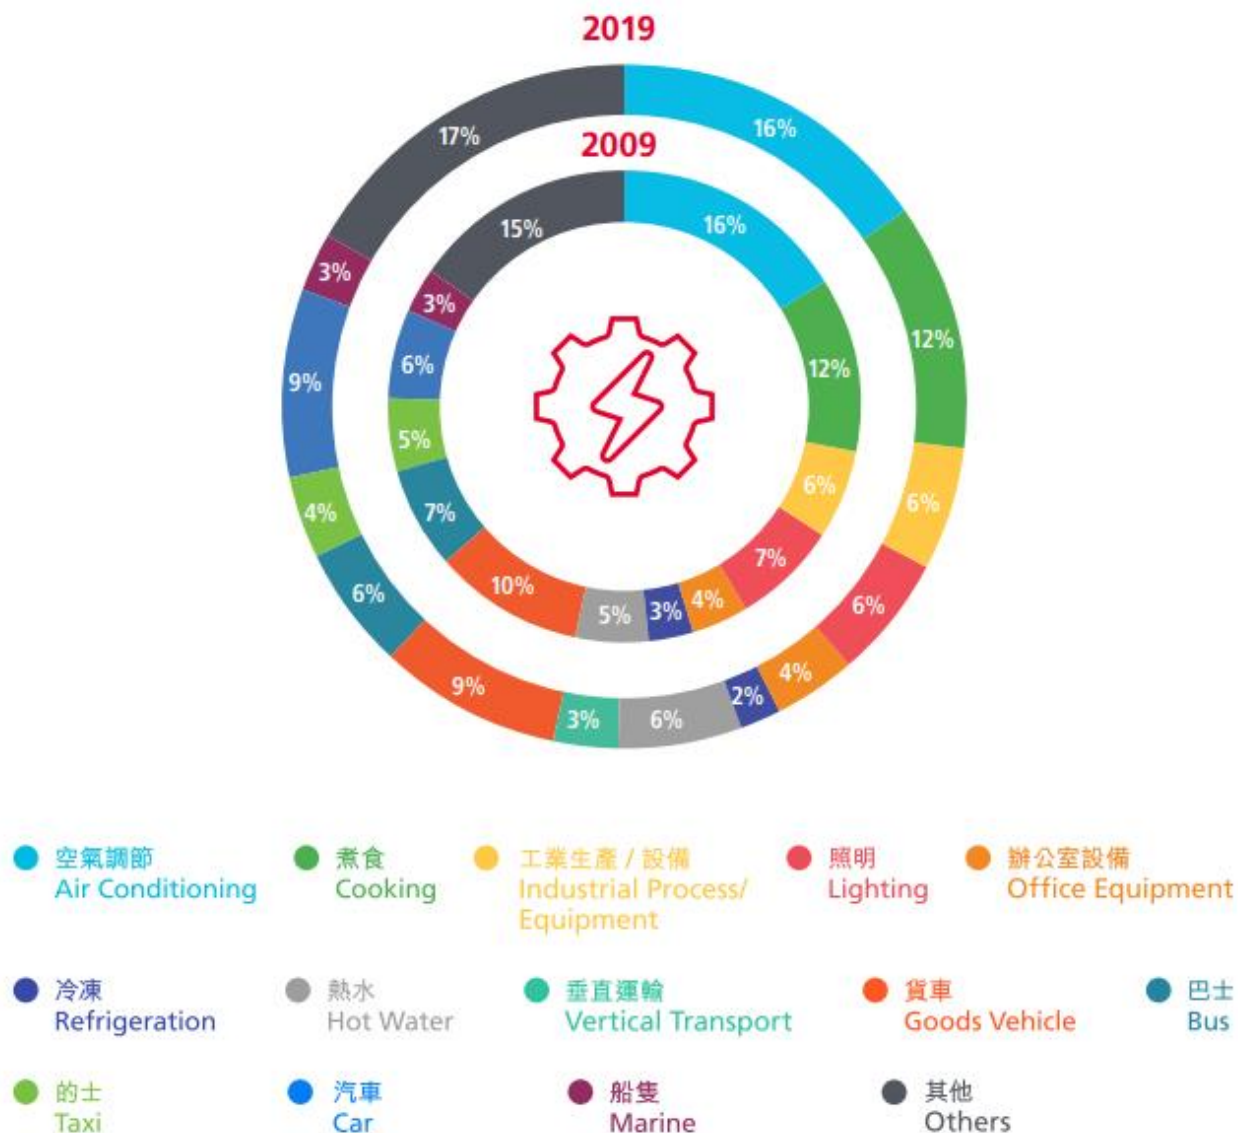 2019
16%
12%
6%
6%
4%
2%
6%
3%
9%
6%
4%
9%
3%
17%
2009
16%
12%
6%
7%
4%
3%
5%
10%
7%
5%
6%
3%
15%
空氣調節
Air Conditioning
煮食
Cooking
工業生產 / 設備
Industrial Process/
Equipment
照明
Lighting
辦公室設備
Office Equipment
冷凍
Refrigeration
熱水
Hot Water
垂直運輸
Vertical Transport
貨車
Goods Vehicle
巴士
Bus
的士
Taxi
汽車
Car
船隻
Marine
其他
Others